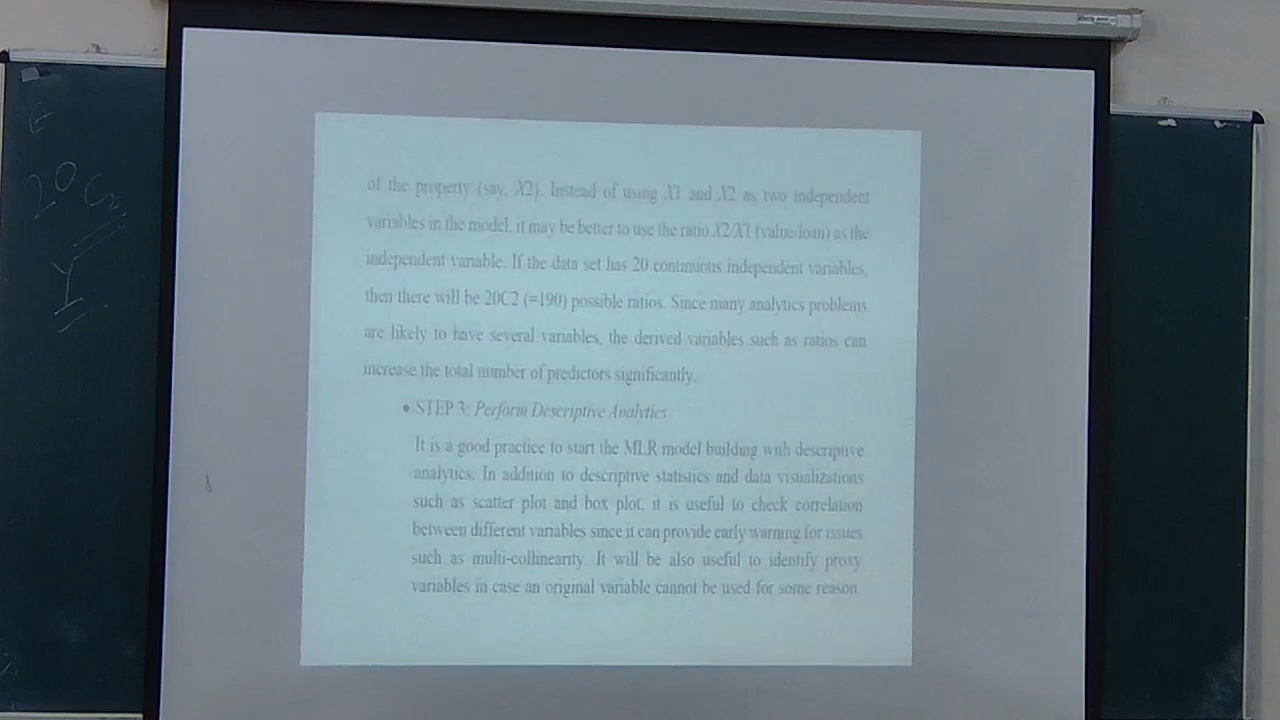 20C2
Y
of the property (say, X2). Instead of using X1 and X2 as two independent
variables in the model, it may be better to use the ratio X2/X1 (value/loan) as the
independent variable. If the data set has 20 continuous independent variables,
then there will be 20C2 (=190) possible ratios. Since many analytics problems
are likely to have several variables, the derived variables such as ratios can
increase the total number of predictors significantly.
• STEP 3: Perform Descriptive Analytics
It is a good practice to start the MLR model building with descriptive
analytics. In addition to descriptive statistics and data visualizations
such as scatter plot and box plot, it is useful to check correlation
between different variables since it can provide early warning for issues
such as multi-collinearity. It will be also useful to identify proxy
variables in case an original variable cannot be used for some reason.